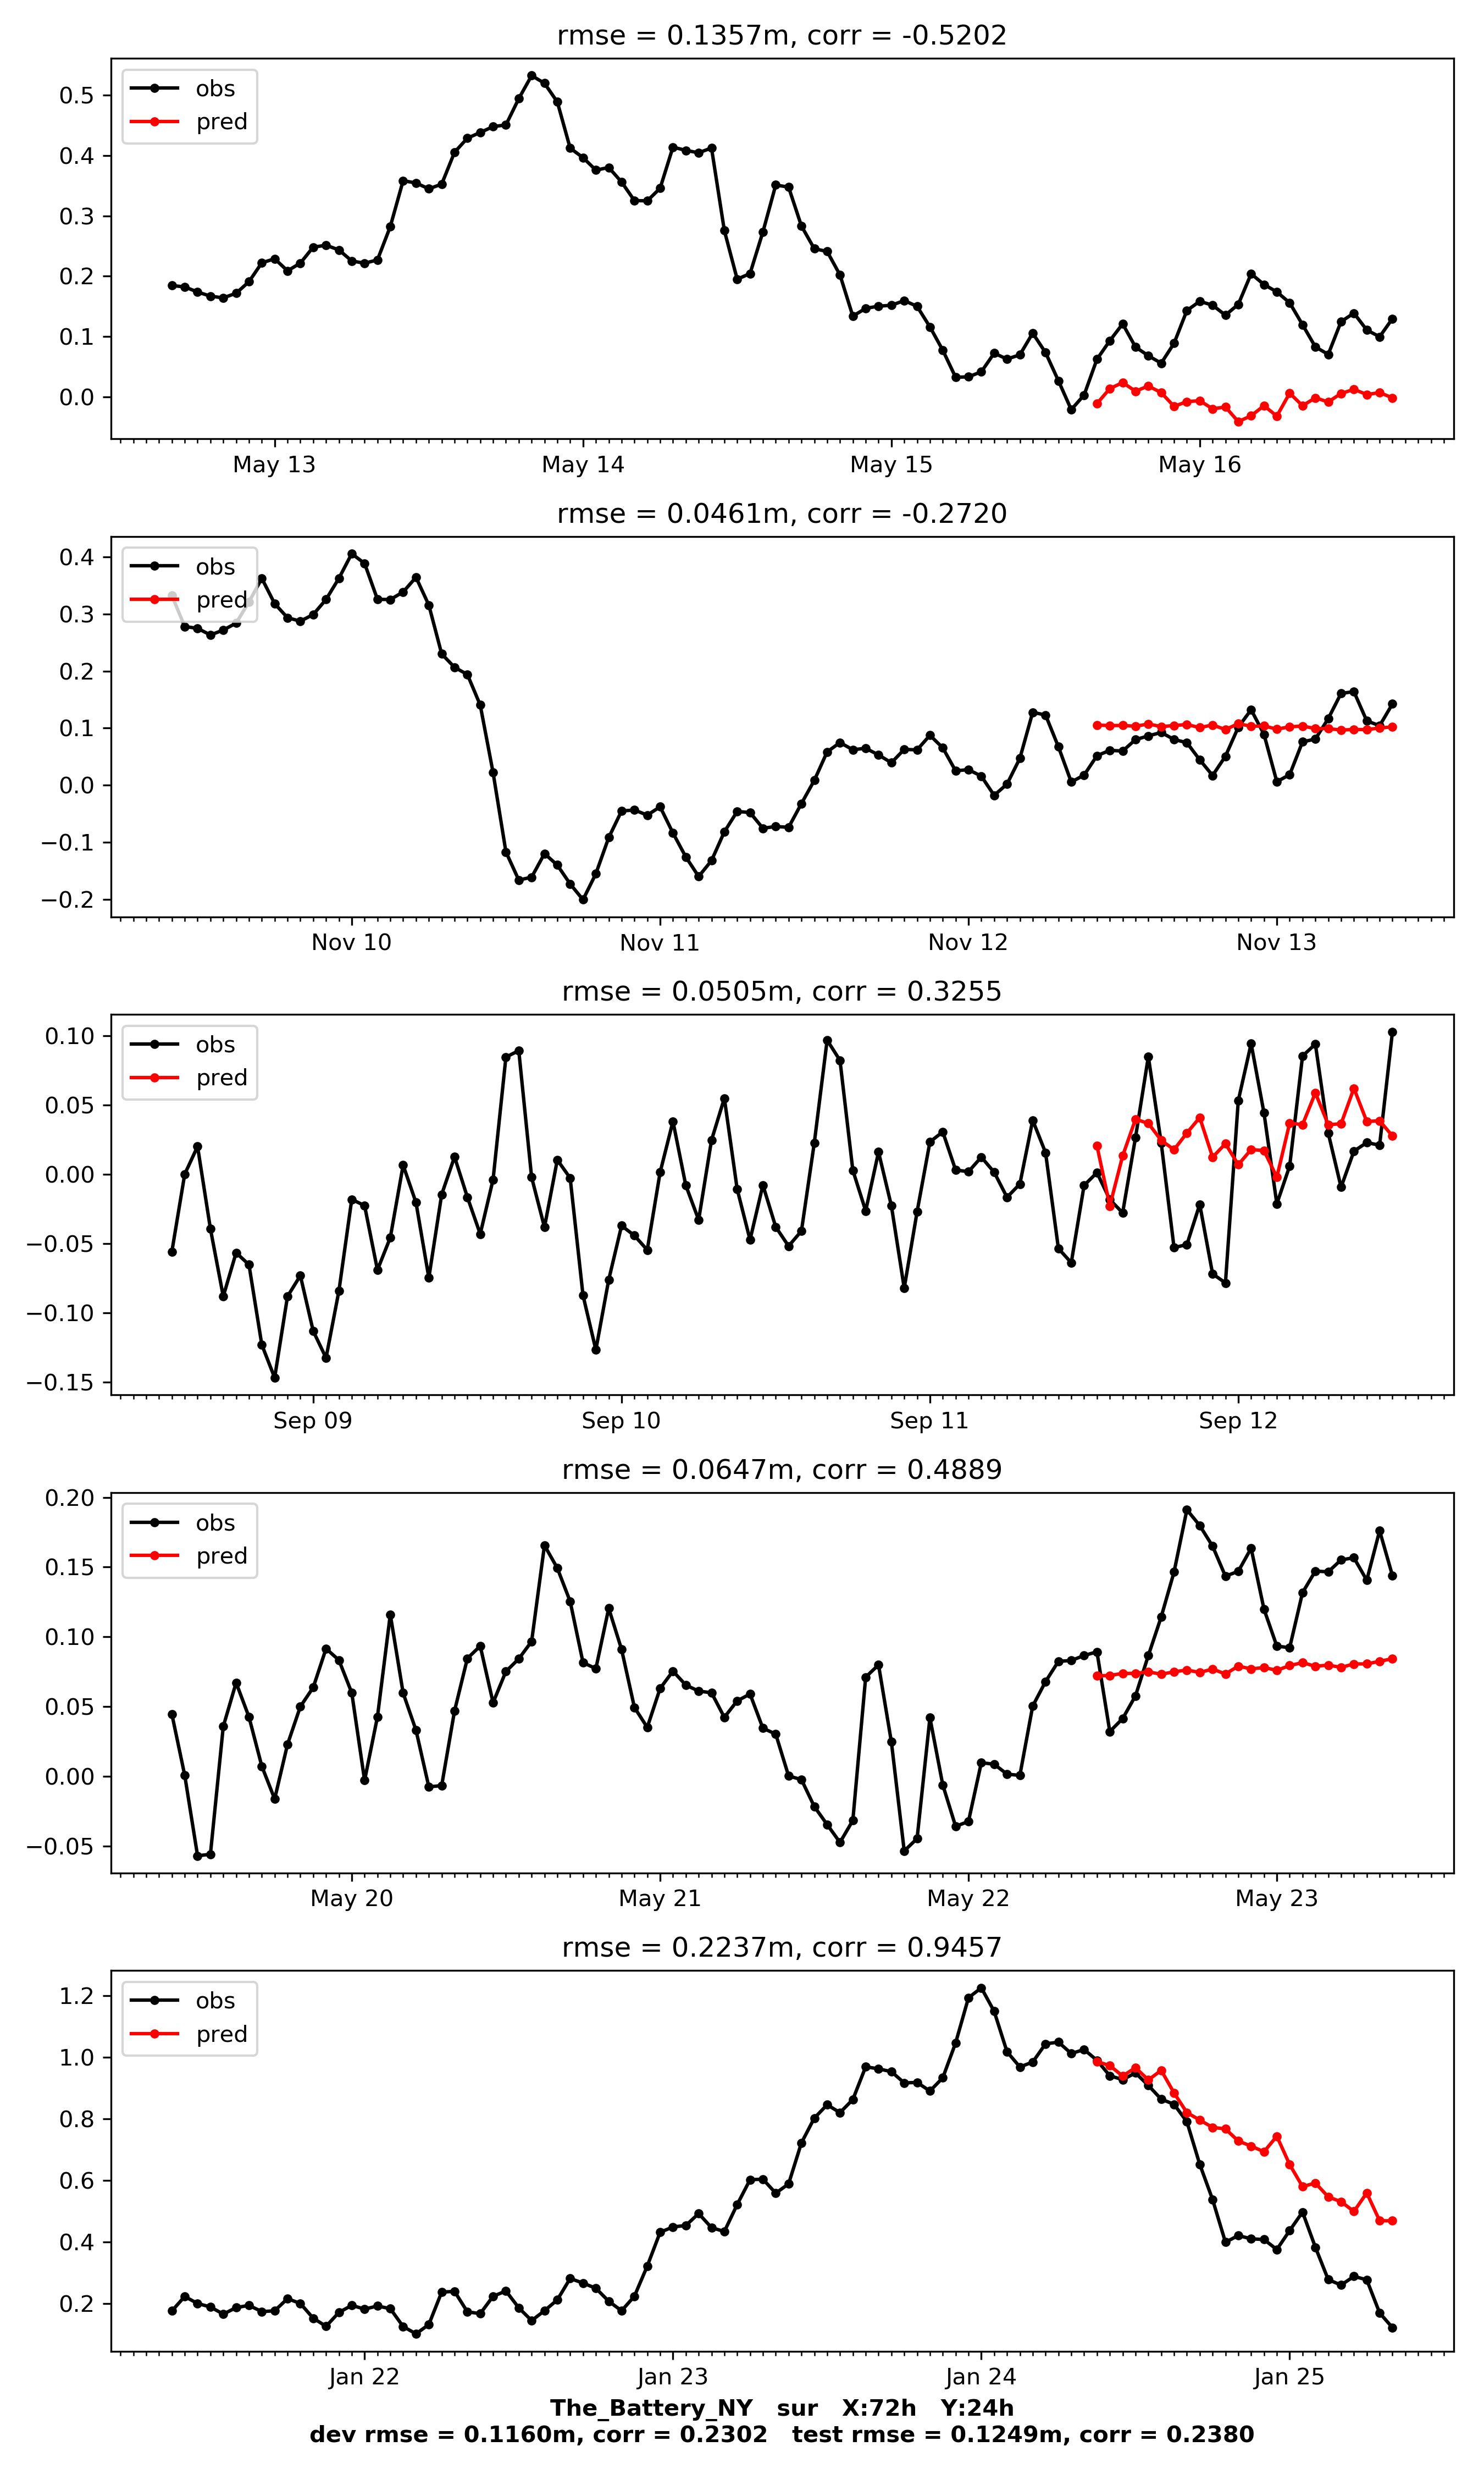 rmse = 0.1357m, corr = -0.5202
obs
pred
0.5
0.4
0.3
0.2
0.1
0.0
May 13 May 14 May 15 May 16
rmse = 0.0461m, corr = -0.2720
obs
pred
0.4
0.3
0.2
0.1
0.0
−0.1
−0.2
Nov 10 Nov 11 Nov 12 Nov 13
rmse = 0.0505m, corr = 0.3255
obs
pred
0.10
0.05
0.00
−0.05
−0.10
−0.15
Sep 09 Sep 10 Sep 11 Sep 12
rmse = 0.0647m, corr = 0.4889
obs
pred
0.20
0.15
0.10
0.05
0.00
−0.05
May 20 May 21 May 22 May 23
rmse = 0.2237m, corr = 0.9457
obs
pred
1.2
1.0
0.8
0.6
0.4
0.2
Jan 22 Jan 23 Jan 24 Jan 25
The_Battery_NY sur X:72h Y:24h
dev rmse = 0.1160m, corr = 0.2302 test rmse = 0.1249m, corr = 0.2380